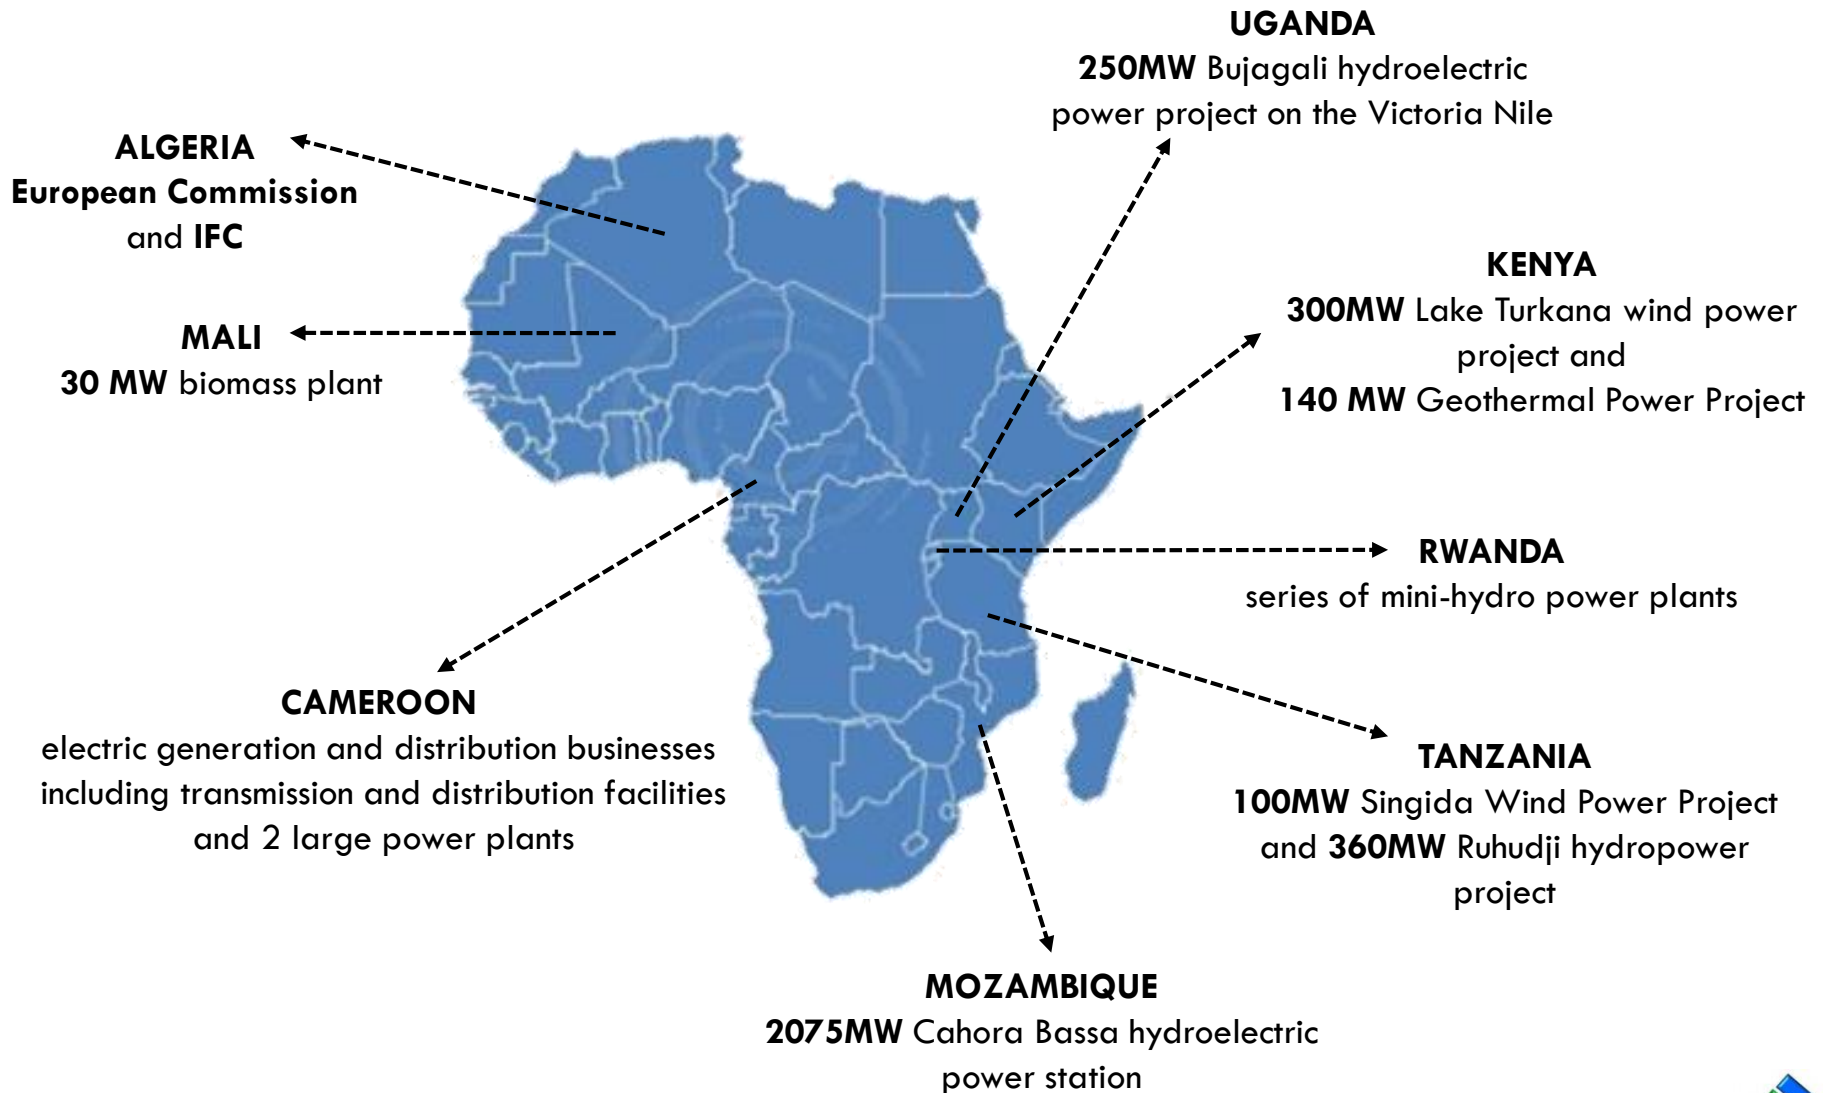 UGANDA
250MW Bujagali hydroelectric
power project on the Victoria Nile
ALGERIA
European Commission
and IFC
KENYA
300MW Lake Turkana wind power
project and
140 MW Geothermal Power Project
MALI
30 MW biomass plant
RWANDA
series of mini-hydro power plants
CAMEROON
electric generation and distribution businesses
including transmission and distribution facilities
and 2 large power plants
TANZANIA
100MW Singida Wind Power Project
and 360MW Ruhudji hydropower
project
MOZAMBIQUE
2075MW Cahora Bassa hydroelectric
power station